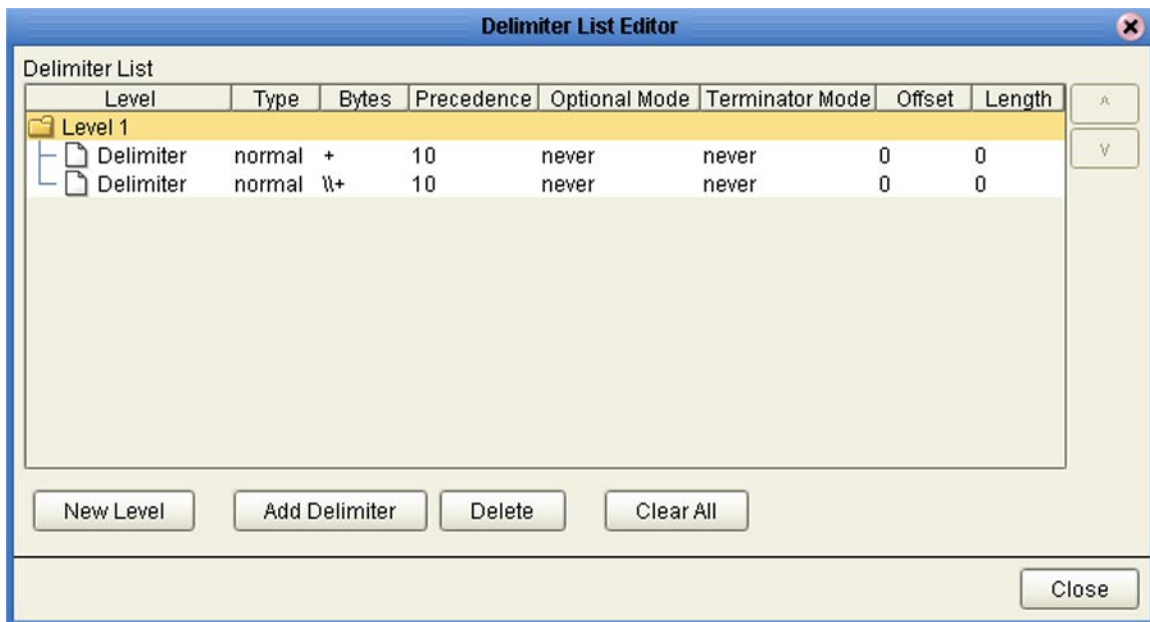 Delimiter List Editor
Delimiter List
Level Type Bytes Precedence Optional Mode Terminator Mode Offset Length
Level 1
Delimiter normal + 10 never never 0 0
Delimiter normal \\+ 10 never never 0 0
New Level Add Delimiter Delete Clear All
Close